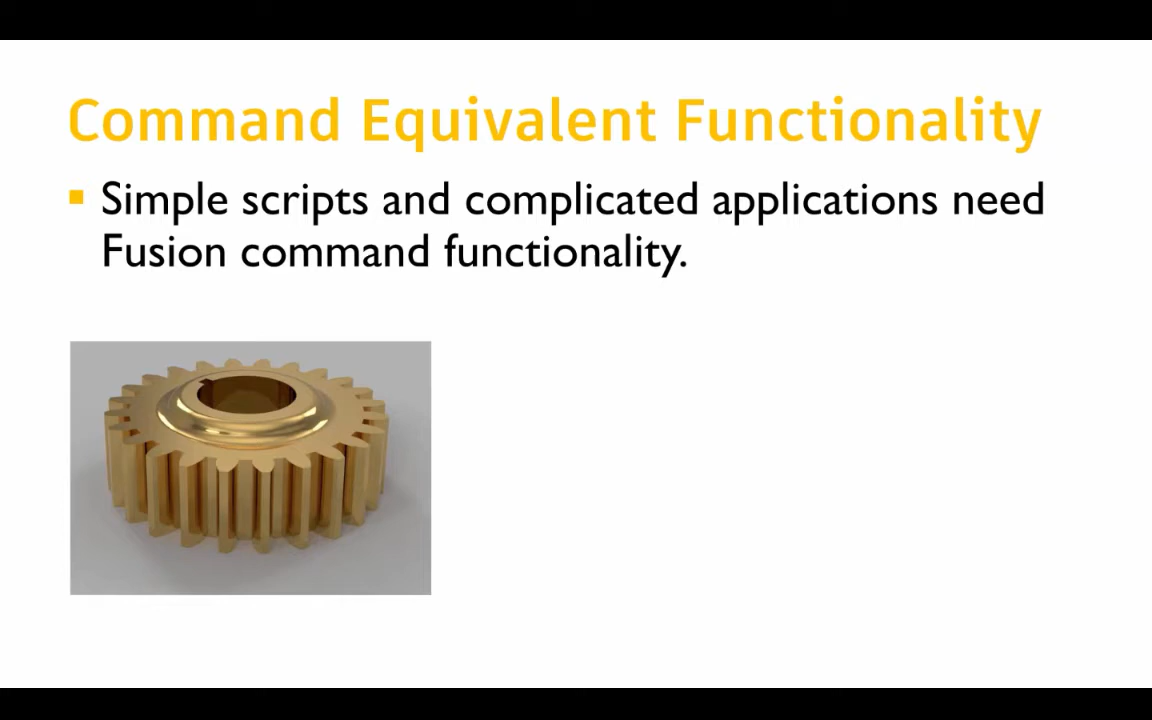 Command Equivalent Functionality
Simple scripts and complicated applications need
Fusion command functionality.